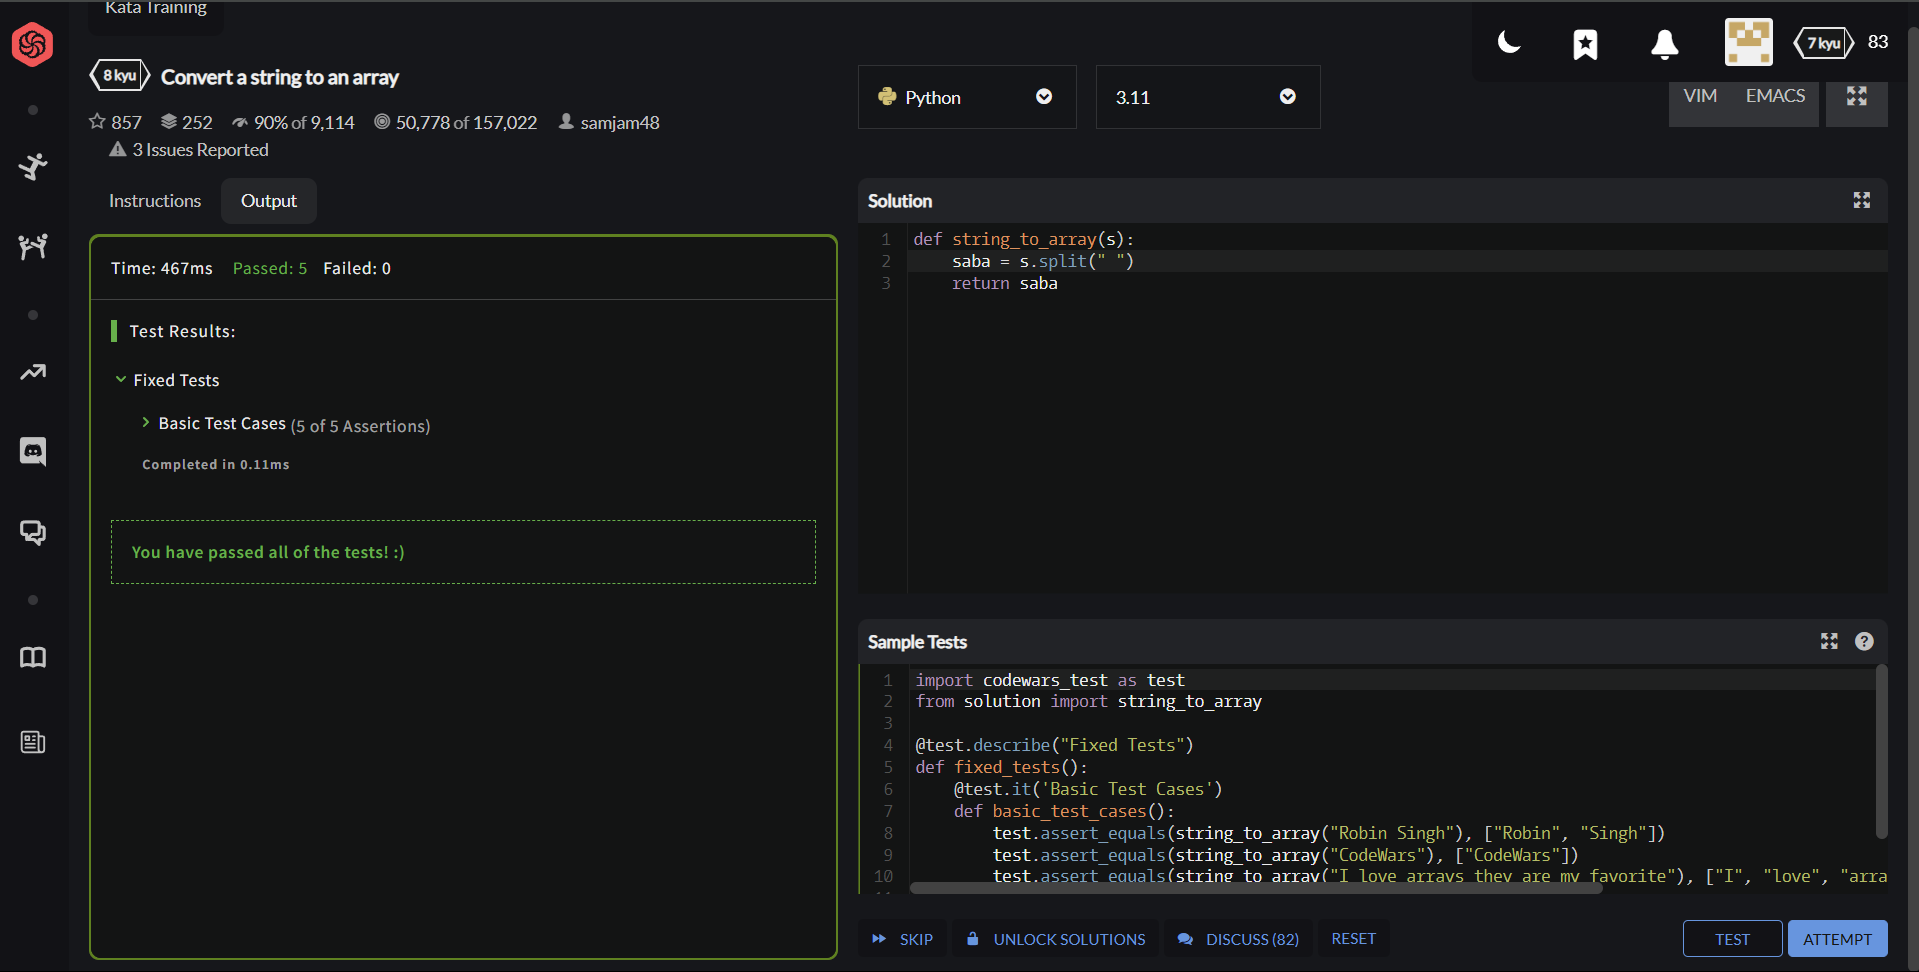 Kata Training
7 kyu
83
8 kyu
Convert a string to an array
857 252 90% of 9,114 50,778 of 157,022 samjam48
3 Issues Reported
Python
3.11
VIM EMACS
Instructions
Output
Time: 467ms Passed: 5 Failed: 0
Test Results:
Fixed Tests
Basic Test Cases (5 of 5 Assertions)
Completed in 0.11ms
You have passed all of the tests! :)
Solution
1 def string_to_array(s):
2     saba = s.split(" ")
3     return saba
Sample Tests
?
1 import codewars_test as test
2 from solution import string_to_array
3
4 @test.describe("Fixed Tests")
5 def fixed_tests():
6     @test.it('Basic Test Cases')
7     def basic_test_cases():
8         test.assert_equals(string_to_array("Robin Singh"), ["Robin", "Singh"])
9         test.assert_equals(string_to_array("CodeWars"), ["CodeWars"])
10         test.assert_equals(string_to_array("I love arrays they are my favorite"), ["I", "love", "arra
SKIP
UNLOCK SOLUTIONS
DISCUSS (82)
RESET
TEST
ATTEMPT